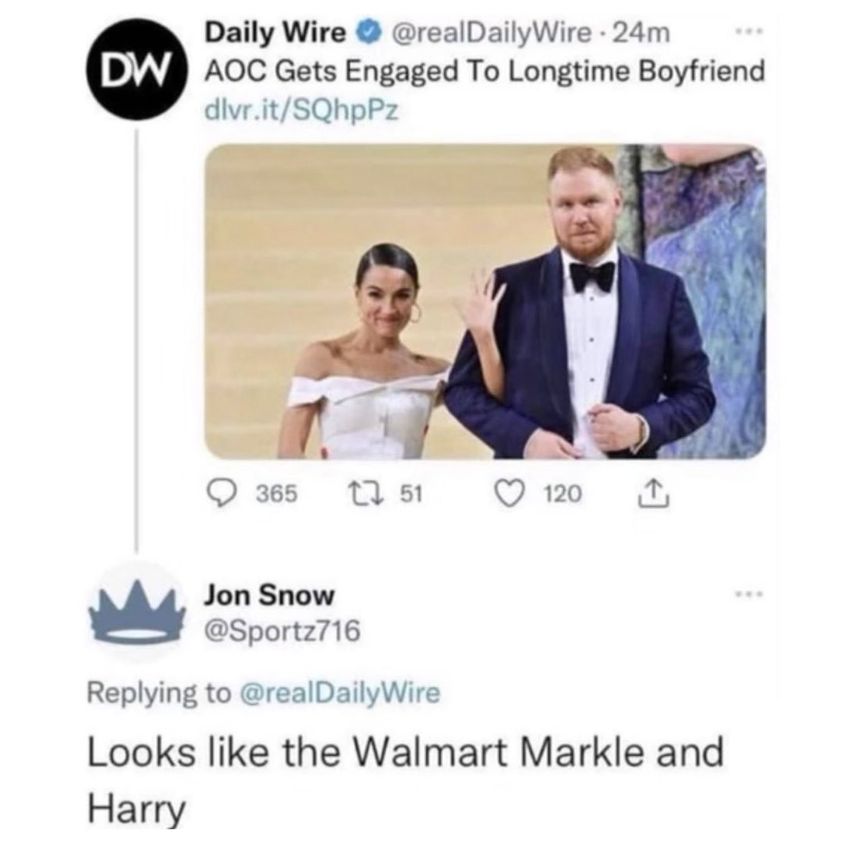 DW
Daily Wire @realDailyWire · 24m
AOC Gets Engaged To Longtime Boyfriend
dlvr.it/SQhpPz
365 51 120
Jon Snow
@Sportz716
Replying to @realDailyWire
Looks like the Walmart Markle and
Harry